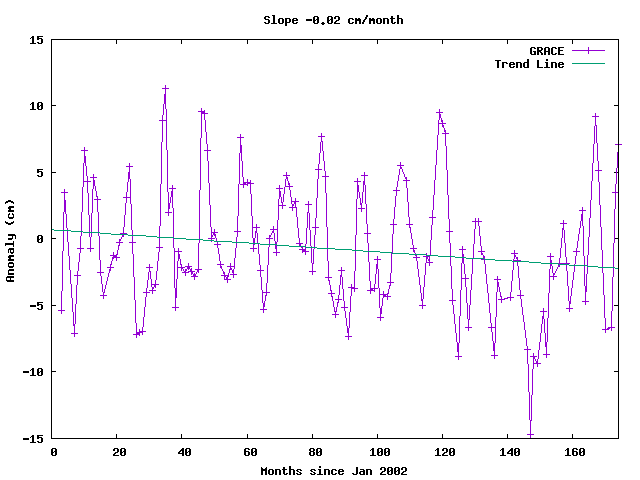 Slope -0.02 cm/month
15
10
5
0
-5
-10
-15
Anomaly (cm)
GRACE
Trend Line
0 20 40 60 80 100 120 140 160
Months since Jan 2002